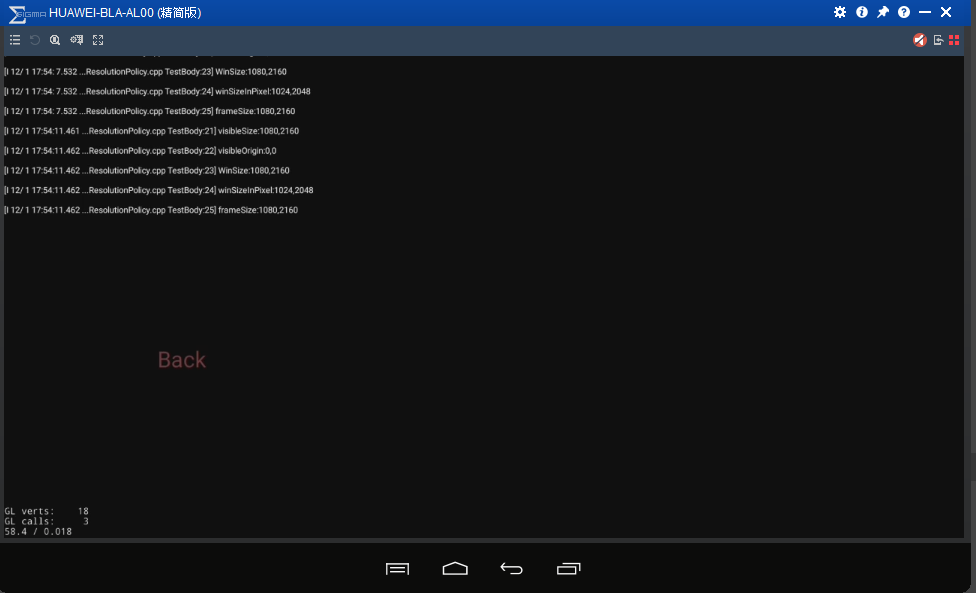 SIGMA HUAWEI-BLA-AL00 (精简版)
[I 12/ 1 17:54: 7.532 ...ResolutionPolicy.cpp TestBody:23] WinSize:1080,2160
[I 12/ 1 17:54: 7.532 ...ResolutionPolicy.cpp TestBody:24] winSizeInPixel:1024,2048
[I 12/ 1 17:54: 7.532 ...ResolutionPolicy.cpp TestBody:25] frameSize:1080,2160
[I 12/ 1 17:54:11.461 ...ResolutionPolicy.cpp TestBody:21] visibleSize:1080,2160
[I 12/ 1 17:54:11.462 ...ResolutionPolicy.cpp TestBody:22] visibleOrigin:0,0
[I 12/ 1 17:54:11.462 ...ResolutionPolicy.cpp TestBody:23] WinSize:1080,2160
[I 12/ 1 17:54:11.462 ...ResolutionPolicy.cpp TestBody:24] winSizeInPixel:1024,2048
[I 12/ 1 17:54:11.462 ...ResolutionPolicy.cpp TestBody:25] frameSize:1080,2160
Back
GL verts: 18
GL calls: 3
58.4 / 0.018